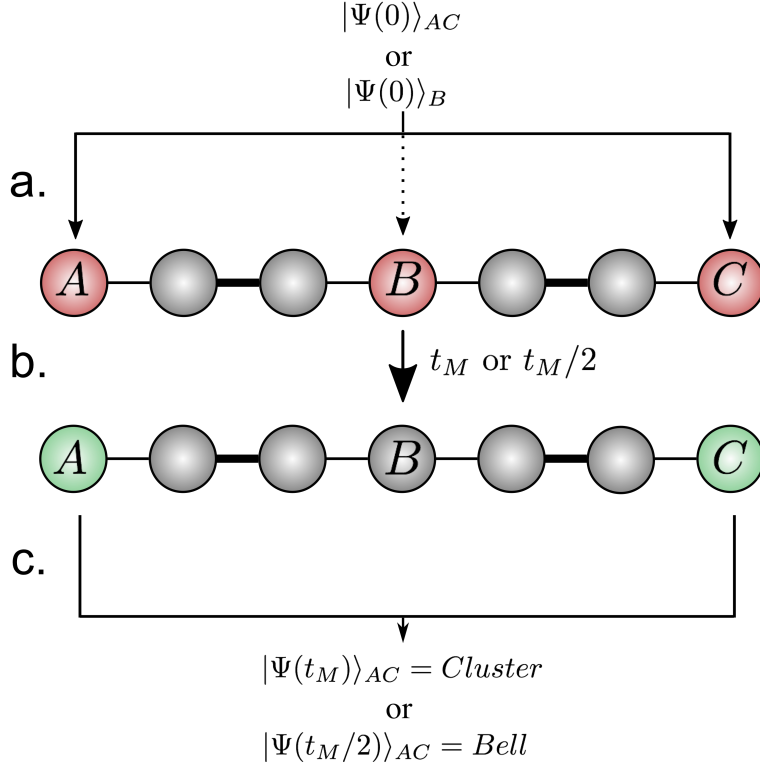 |Ψ(0)⟩_{AC}
or
|Ψ(0)⟩_B
a.
A B C
b.
t_M or t_M/2
A B C
c.
|Ψ(t_M)⟩_{AC} = Cluster
or
|Ψ(t_M/2)⟩_{AC} = Bell